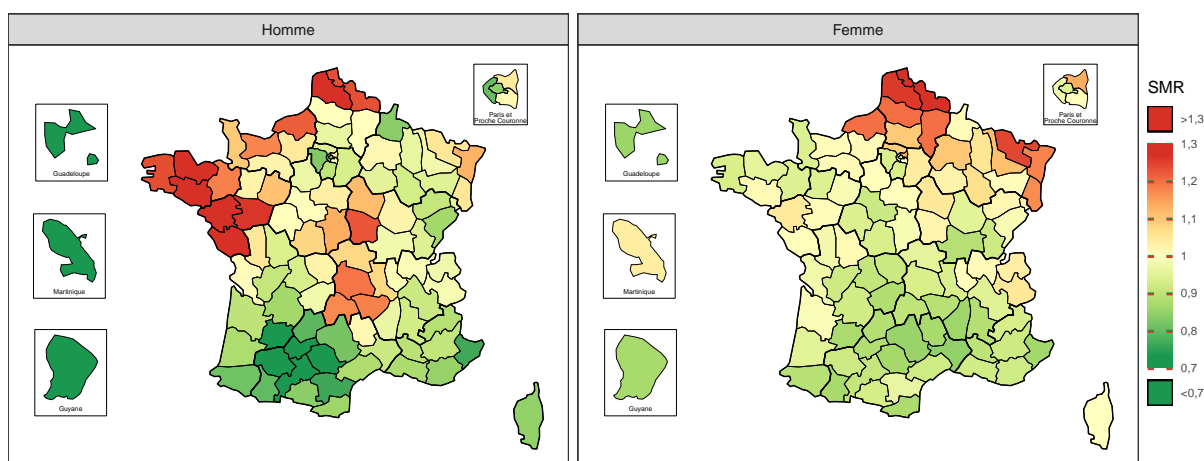 Homme
Guadeloupe
Martinique
Guyane
Paris et
Proche Couronne
Femme
Guadeloupe
Martinique
Guyane
Paris et
Proche Couronne
SMR
>1,3
1,3
1,2
1,1
1
0,9
0,8
0,7
<0,7